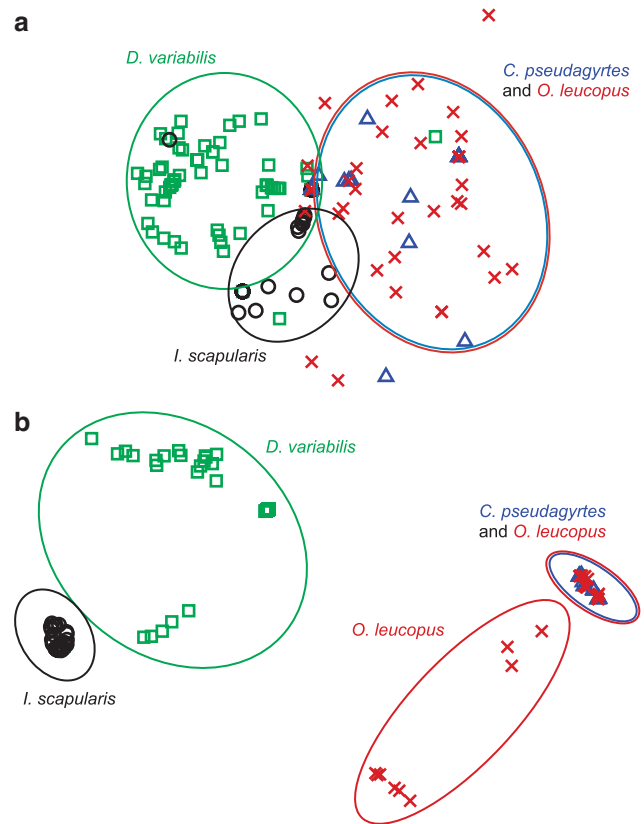 a
D. variabilis
C. pseudagyrtes
and O. leucopus
I. scapularis
b
D. variabilis
C. pseudagyrtes
and O. leucopus
O. leucopus
I. scapularis